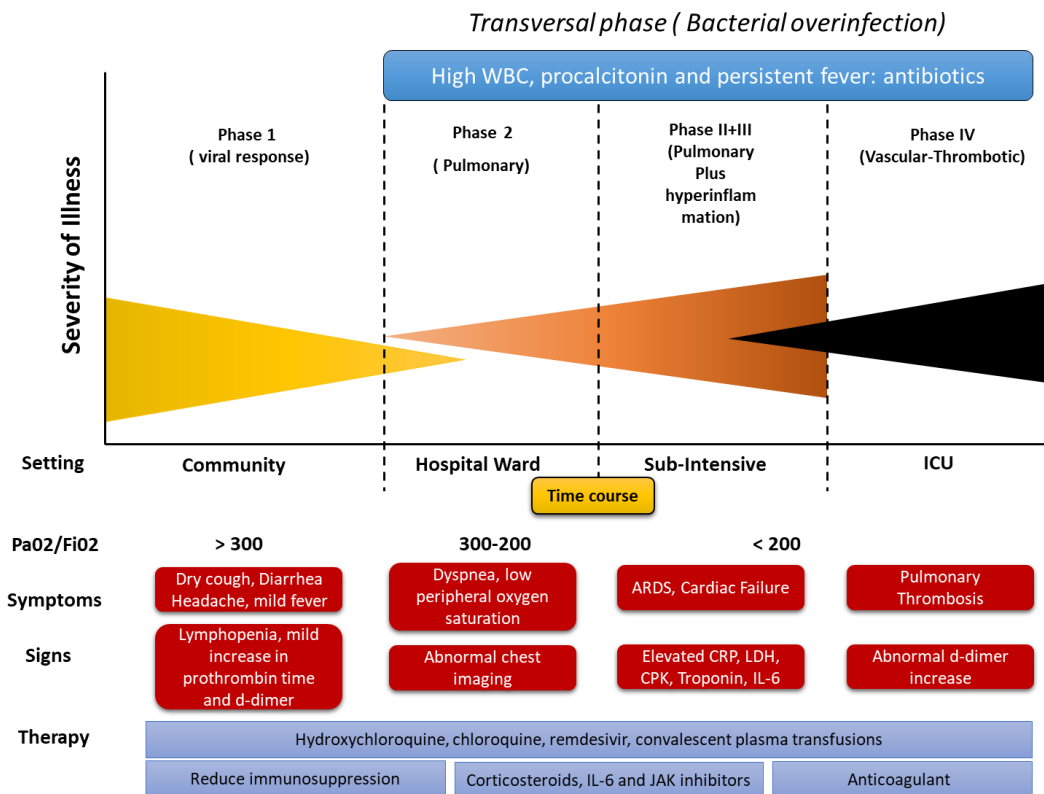 Transversal phase ( Bacterial overinfection)
High WBC, procalcitonin and persistent fever: antibiotics
Severity of Illness
Phase 1
( viral response)
Phase 2
( Pulmonary)
Phase II+III
(Pulmonary
Plus
hyperinflam
mation)
Phase IV
(Vascular-Thrombotic)
Setting
Community
Hospital Ward
Sub-Intensive
ICU
Time course
Pa02/Fi02
> 300
300-200
< 200
Symptoms
Dry cough, Diarrhea
Headache, mild fever
Dyspnea, low
peripheral oxygen
saturation
ARDS, Cardiac Failure
Pulmonary
Thrombosis
Signs
Lymphopenia, mild
increase in
prothrombin time
and d-dimer
Abnormal chest
imaging
Elevated CRP, LDH,
CPK, Troponin, IL-6
Abnormal d-dimer
increase
Therapy
Hydroxychloroquine, chloroquine, remdesivir, convalescent plasma transfusions
Reduce immunosuppression
Corticosteroids, IL-6 and JAK inhibitors
Anticoagulant